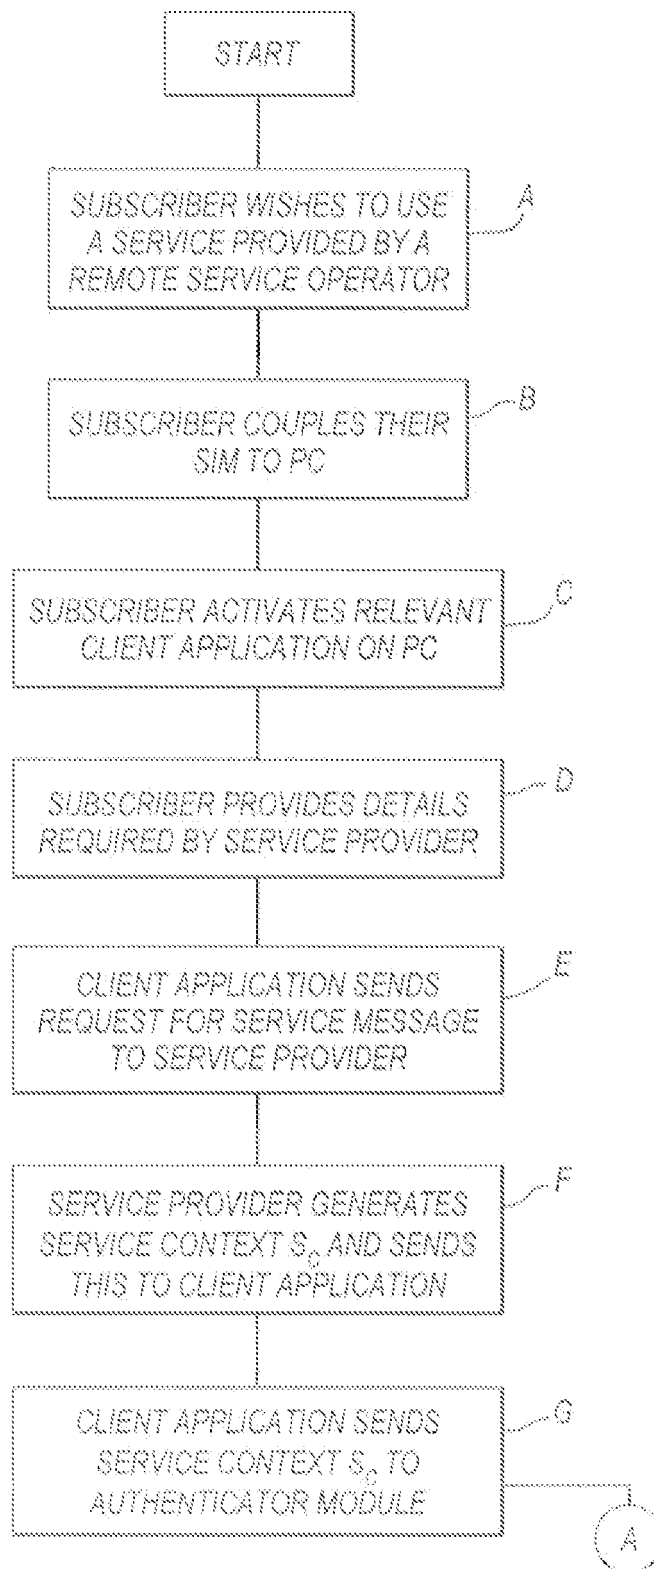 START
SUBSCRIBER WISHES TO USE
A SERVICE PROVIDED BY A
REMOTE SERVICE OPERATOR
A
SUBSCRIBER COUPLES THEIR
SIM TO PC
B
SUBSCRIBER ACTIVATES RELEVANT
CLIENT APPLICATION ON PC
C
SUBSCRIBER PROVIDES DETAILS
REQUIRED BY SERVICE PROVIDER
D
CLIENT APPLICATION SENDS
REQUEST FOR SERVICE MESSAGE
TO SERVICE PROVIDER
E
SERVICE PROVIDER GENERATES
SERVICE CONTEXT S_C AND SENDS
THIS TO CLIENT APPLICATION
F
CLIENT APPLICATION SENDS
SERVICE CONTEXT S_C TO
AUTHENTICATOR MODULE
G
A